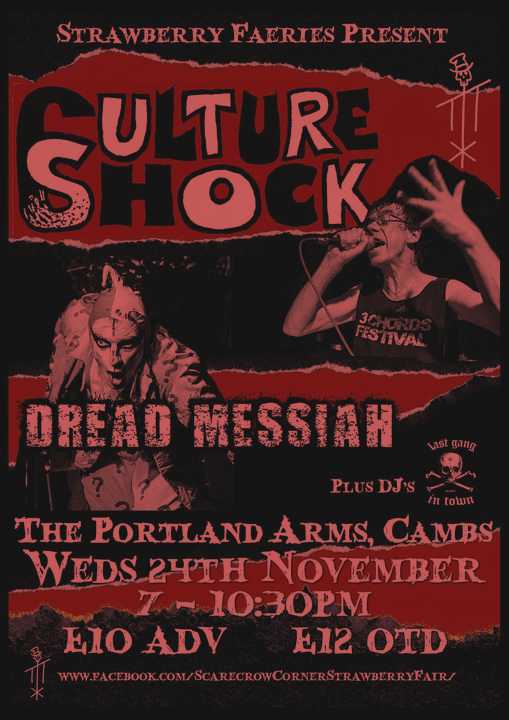 Strawberry Faeries Present
CULTURE
SHOCK
3 CHORDS
FESTIVAL
DREAD MESSIAH
Plus DJ's
last gang
in town
The Portland Arms, Cambs
Weds 24th November
7 - 10:30pm
£10 ADV £12 OTD
www.facebook.com/ScarecrowCornerStrawberryFair/